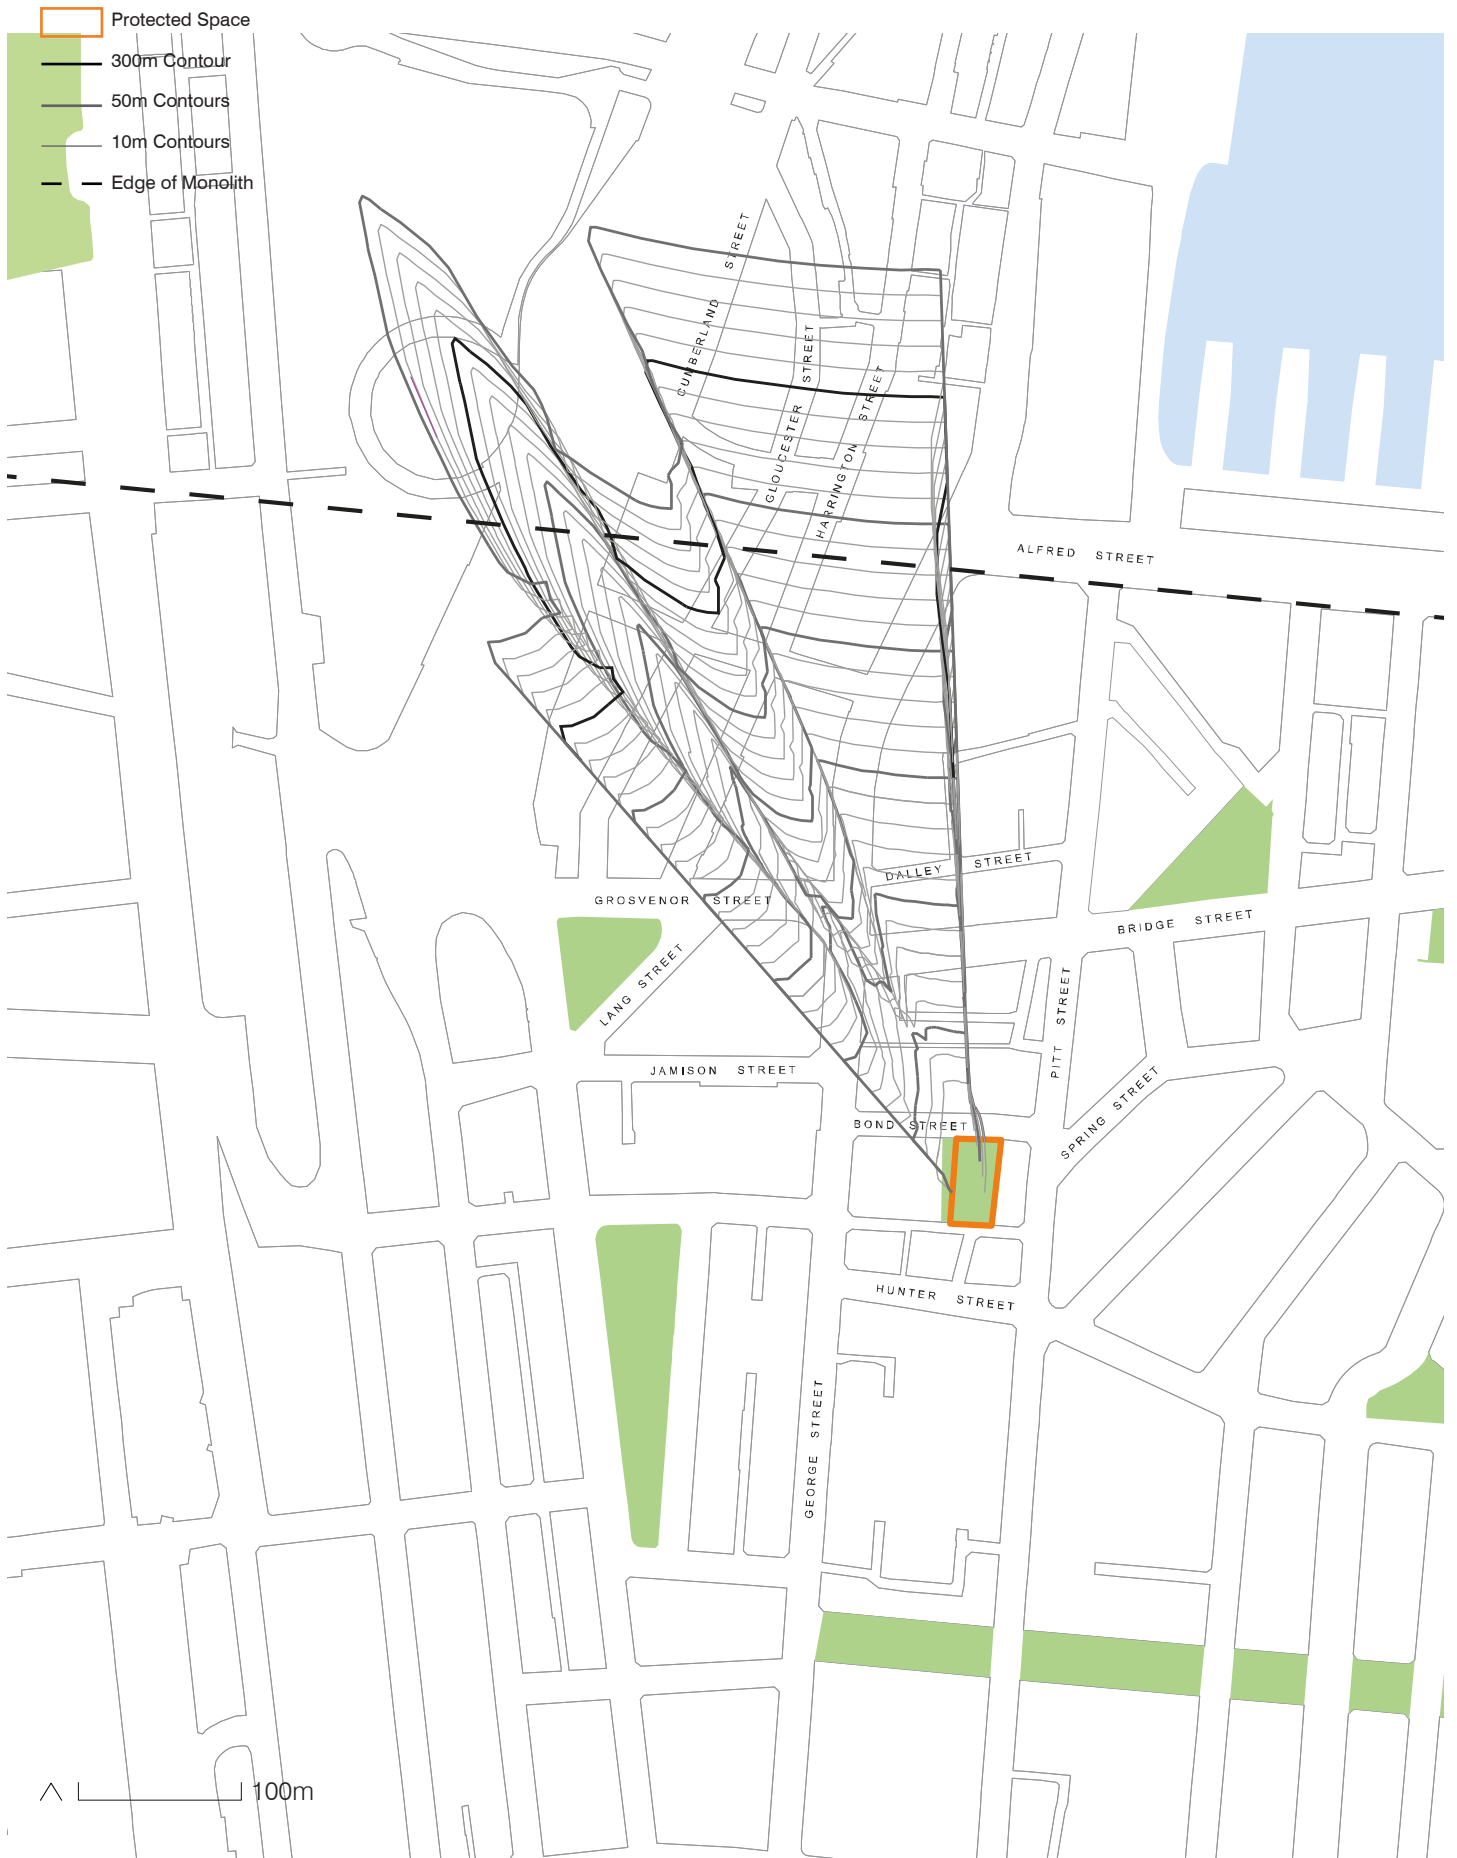 Protected Space
300m Contour
50m Contours
10m Contours
Edge of Monolith
CUMBERLAND STREET
GLOUCESTER STREET
HARRINGTON STREET
ALFRED STREET
DALLEY STREET
GROSVENOR STREET
BRIDGE STREET
LANG STREET
PITT STREET
JAMISON STREET
SPRING STREET
BOND STREET
HUNTER STREET
GEORGE STREET
100m